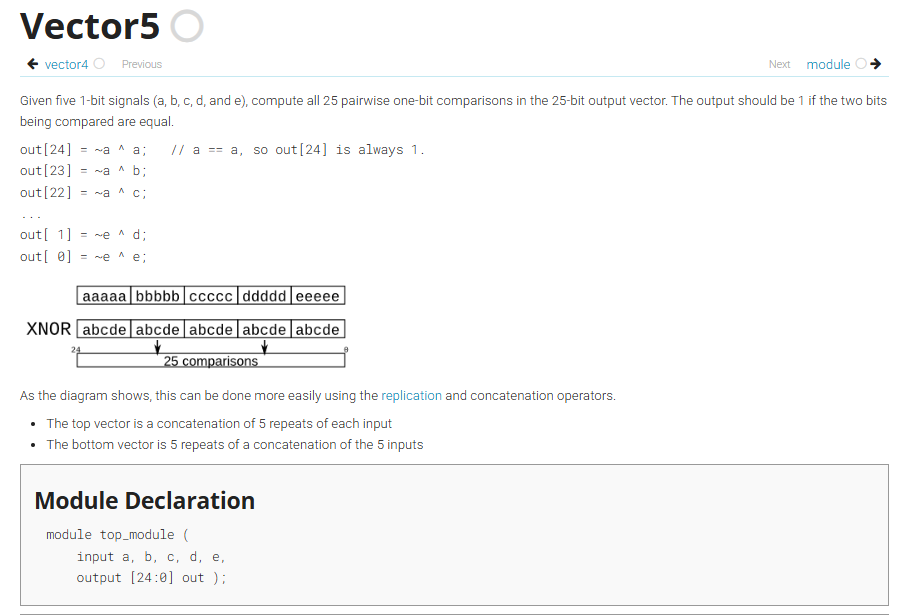 Vector5
vector4 Previous Next module
Given five 1-bit signals (a, b, c, d, and e), compute all 25 pairwise one-bit comparisons in the 25-bit output vector. The output should be 1 if the two bits
being compared are equal.
out[24] = ~a ^ a;   // a == a, so out[24] is always 1.
out[23] = ~a ^ b;
out[22] = ~a ^ c;
...
out[ 1] = ~e ^ d;
out[ 0] = ~e ^ e;
aaaaa bbbbb ccccc ddddd eeeee
XNOR abcde abcde abcde abcde abcde
24 0
25 comparisons
As the diagram shows, this can be done more easily using the replication and concatenation operators.
• The top vector is a concatenation of 5 repeats of each input
• The bottom vector is 5 repeats of a concatenation of the 5 inputs
Module Declaration
module top_module (
input a, b, c, d, e,
output [24:0] out );